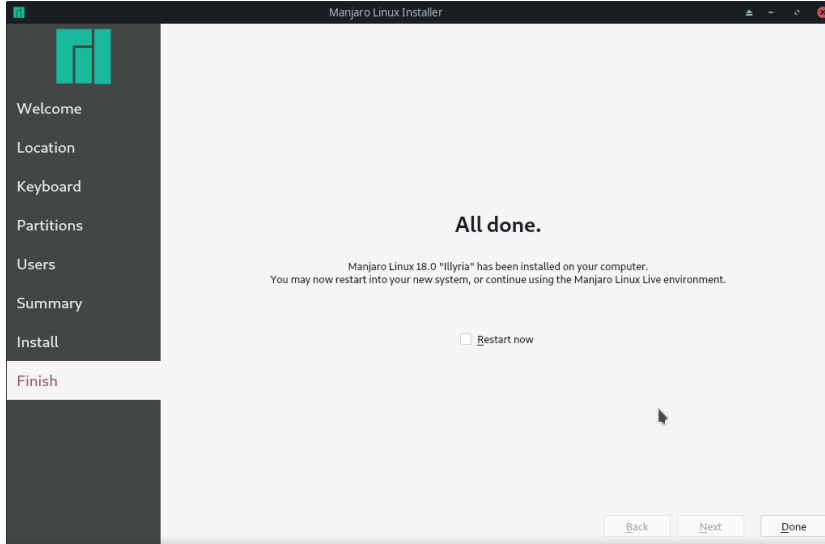 Manjaro Linux Installer
Welcome
Location
Keyboard
Partitions
Users
Summary
Install
Finish
All done.
Manjaro Linux 18.0 "Illyria" has been installed on your computer.
You may now restart into your new system, or continue using the Manjaro Linux Live environment.
Restart now
Back Next Done